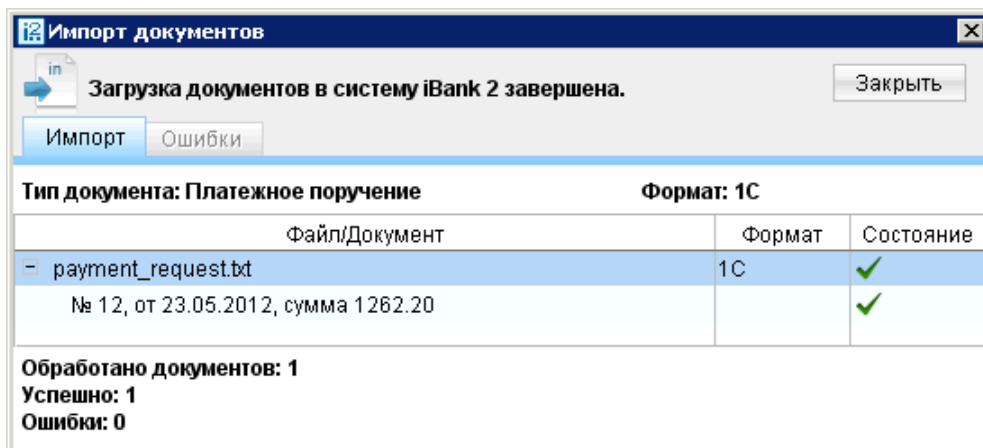 Импорт документов
in
Загрузка документов в систему iBank 2 завершена.
Закрыть
Импорт Ошибки
Тип документа: Платежное поручение Формат: 1С
Файл/Документ Формат Состояние
payment_request.txt 1С
№ 12, от 23.05.2012, сумма 1262.20
Обработано документов: 1
Успешно: 1
Ошибки: 0